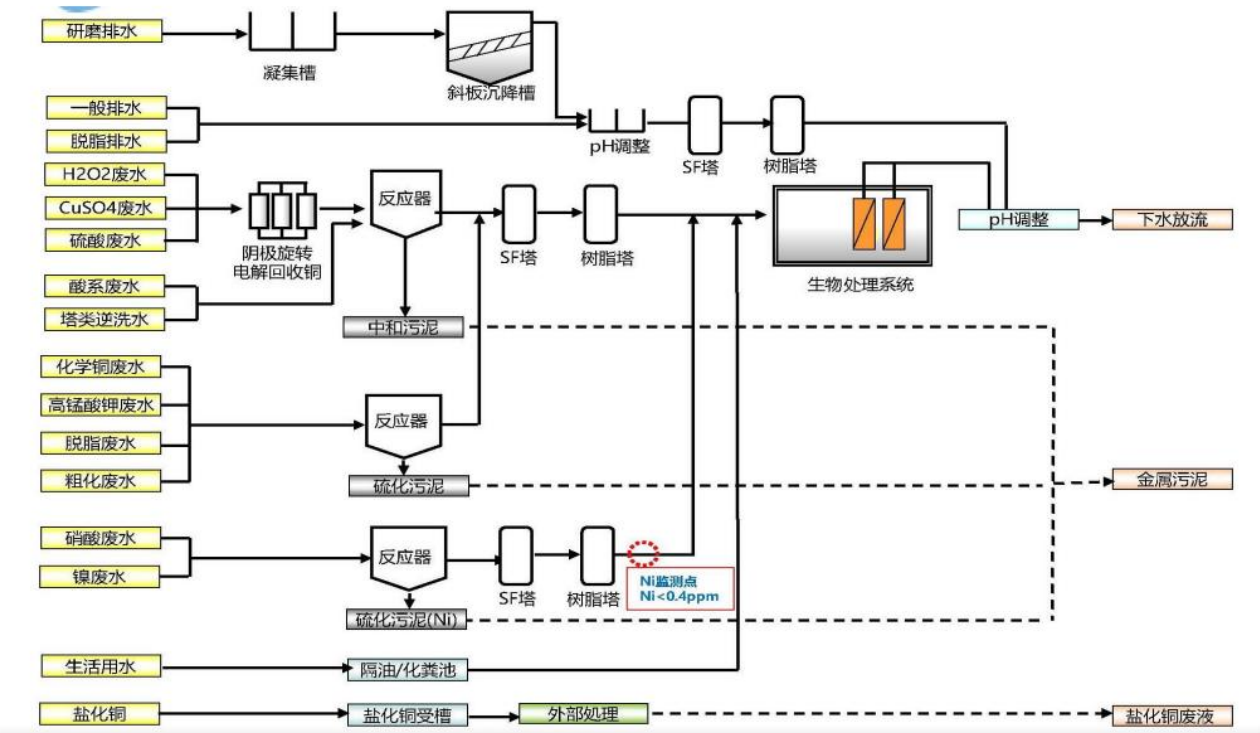 研磨排水
凝集槽
斜板沉降槽
一般排水
脱脂排水
pH调整
SF塔
树脂塔
H2O2废水
CuSO4废水
硫酸废水
阴极旋转
电解回收铜
反应器
SF塔
树脂塔
生物处理系统
pH调整
下水放流
酸系废水
塔类逆洗水
中和污泥
化学铜废水
高锰酸钾废水
脱脂废水
粗化废水
反应器
硫化污泥
金属污泥
硝酸废水
镍废水
反应器
SF塔
树脂塔
Ni监测点
Ni<0.4ppm
硫化污泥(Ni)
生活用水
隔油/化粪池
盐化铜
盐化铜受槽
外部处理
盐化铜废液